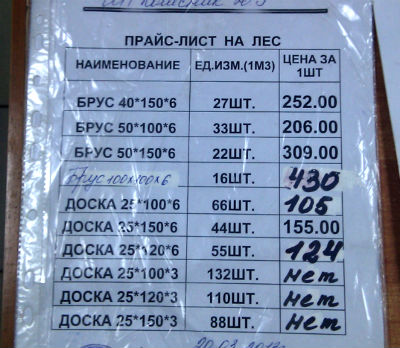 ПРАЙС-ЛИСТ НА ЛЕС
НАИМЕНОВАНИЕ ЕД.ИЗМ.(1М3) ЦЕНА ЗА 1ШТ
БРУС 40*150*6 27ШТ. 252.00
БРУС 50*100*6 33ШТ. 206.00
БРУС 50*150*6 22ШТ. 309.00
Брус 100х100х6 16ШТ. 430
ДОСКА 25*100*6 66ШТ. 105
ДОСКА 25*150*6 44ШТ. 155.00
ДОСКА 25*120*6 55ШТ. 124
ДОСКА 25*100*3 132ШТ. нет
ДОСКА 25*120*3 110ШТ. нет
ДОСКА 25*150*3 88ШТ. нет